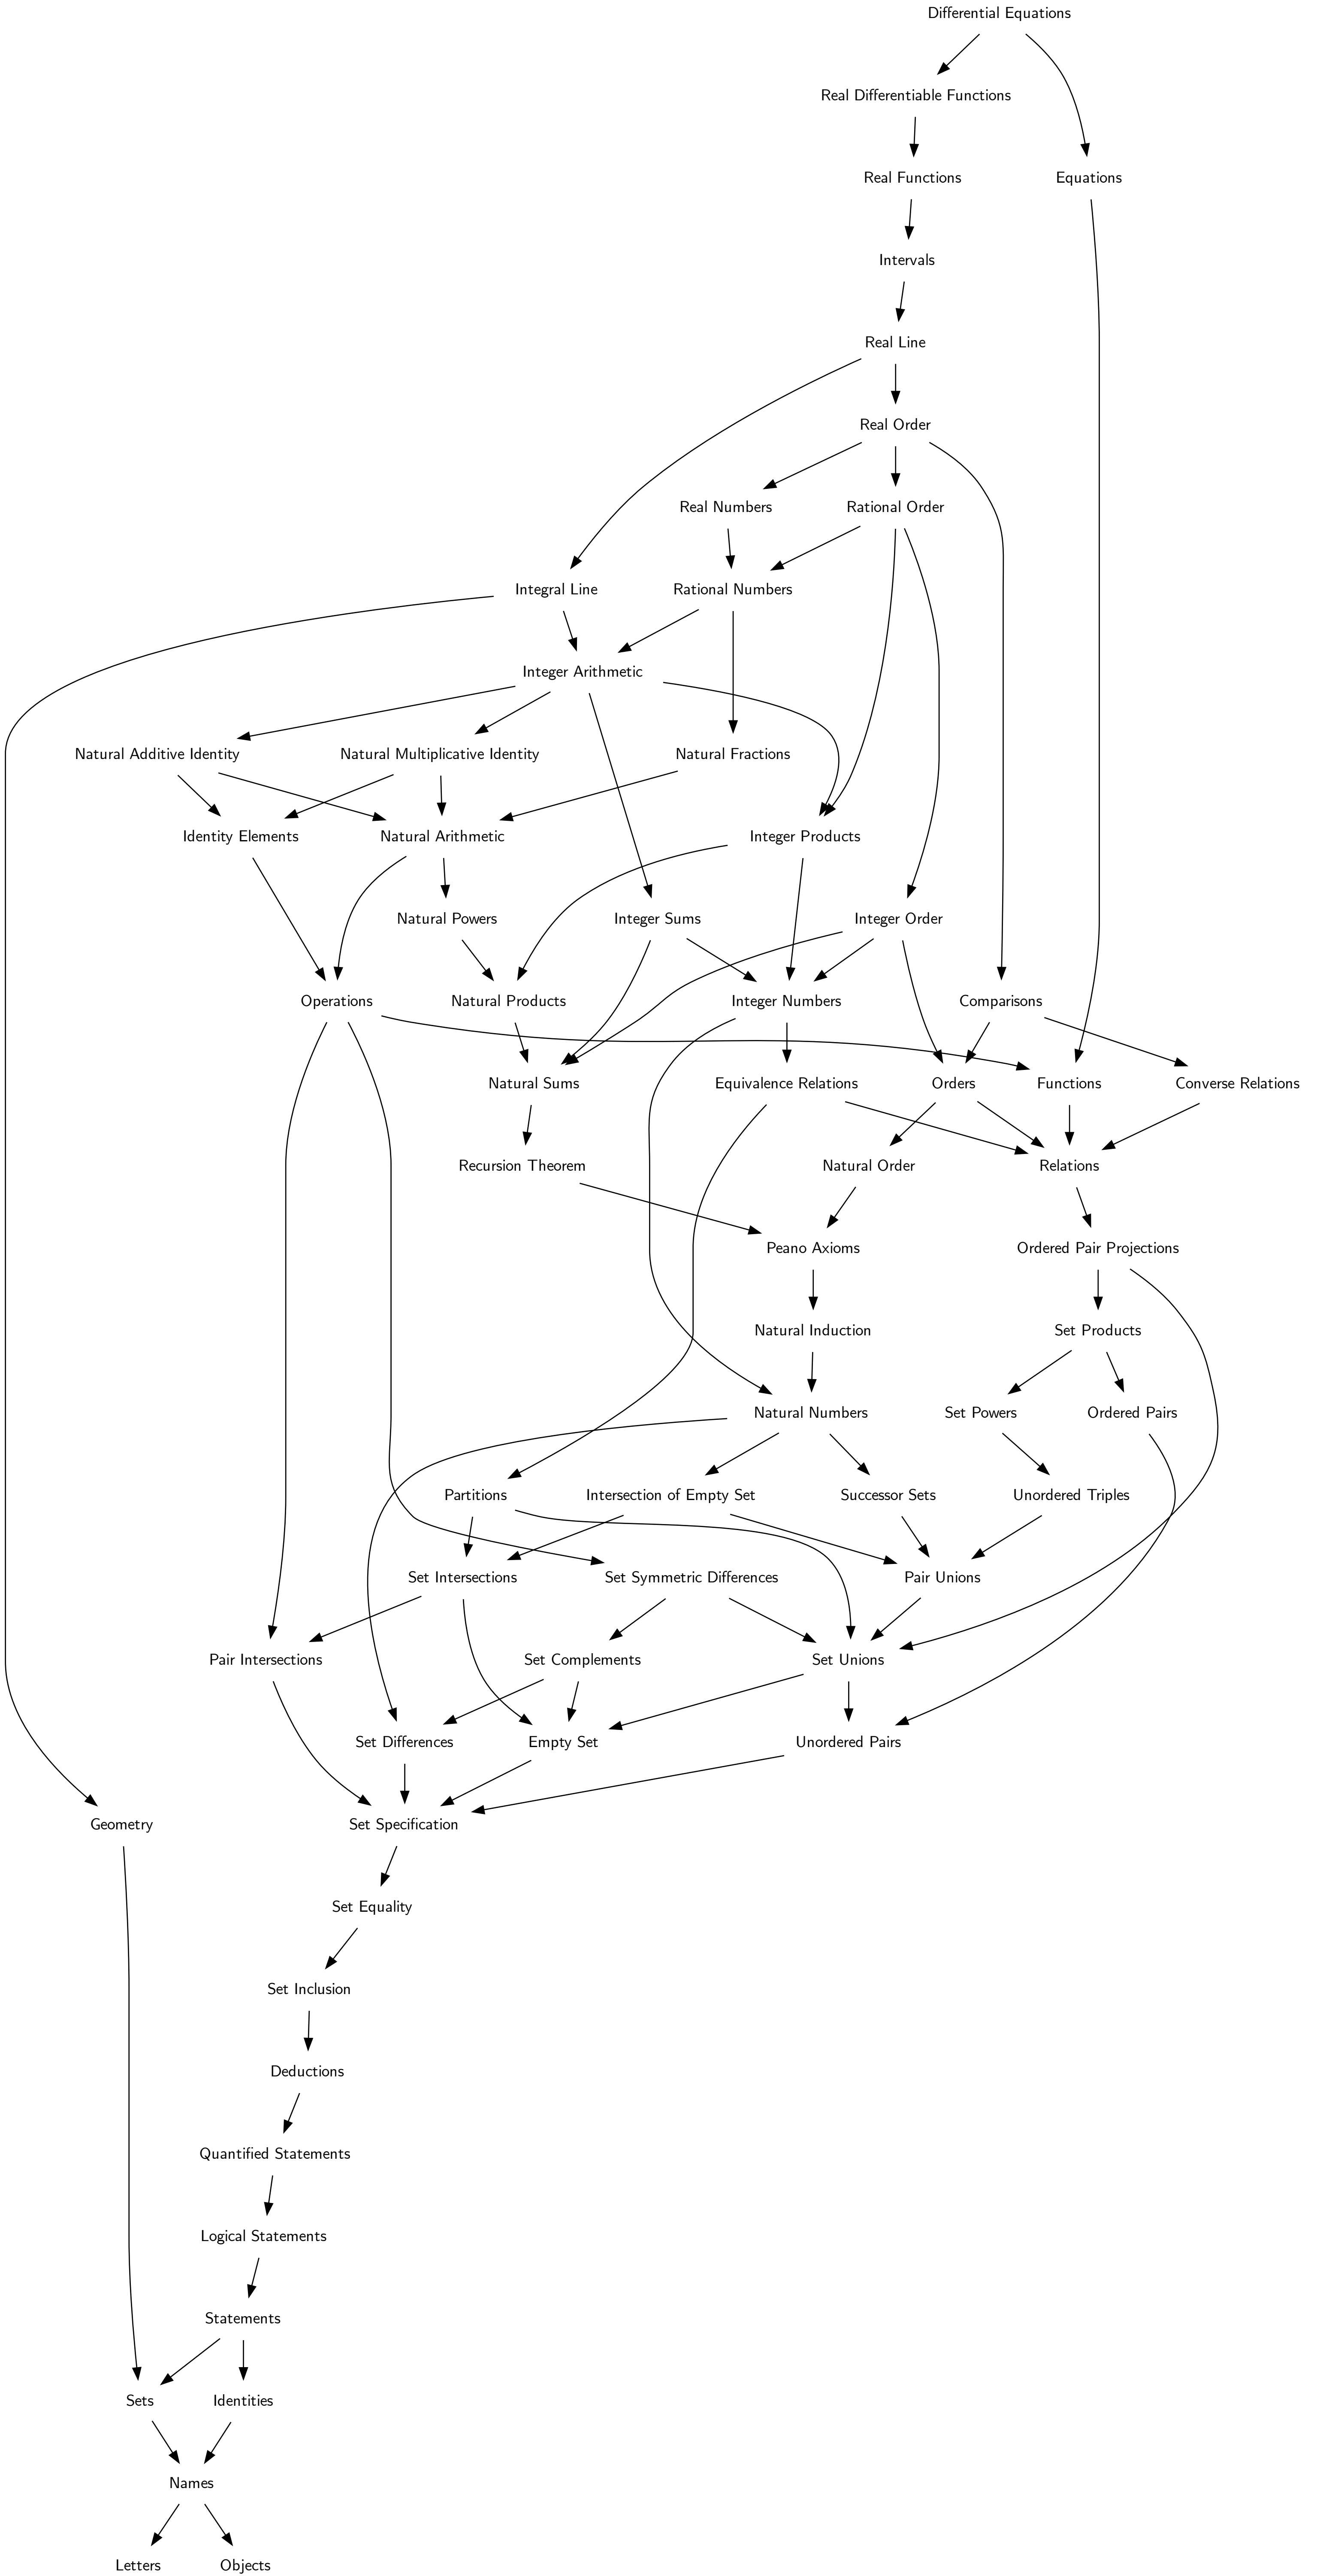 Differential Equations
Real Differentiable Functions
Real Functions
Equations
Intervals
Real Line
Real Order
Real Numbers
Rational Order
Integral Line
Rational Numbers
Integer Arithmetic
Natural Additive Identity
Natural Multiplicative Identity
Natural Fractions
Identity Elements
Natural Arithmetic
Integer Products
Natural Powers
Integer Sums
Integer Order
Operations
Natural Products
Integer Numbers
Comparisons
Natural Sums
Equivalence Relations
Orders
Functions
Converse Relations
Recursion Theorem
Natural Order
Relations
Peano Axioms
Ordered Pair Projections
Natural Induction
Set Products
Natural Numbers
Set Powers
Ordered Pairs
Partitions
Intersection of Empty Set
Successor Sets
Unordered Triples
Set Intersections
Set Symmetric Differences
Pair Unions
Pair Intersections
Set Complements
Set Unions
Set Differences
Empty Set
Unordered Pairs
Geometry
Set Specification
Set Equality
Set Inclusion
Deductions
Quantified Statements
Logical Statements
Statements
Sets
Identities
Names
Letters
Objects